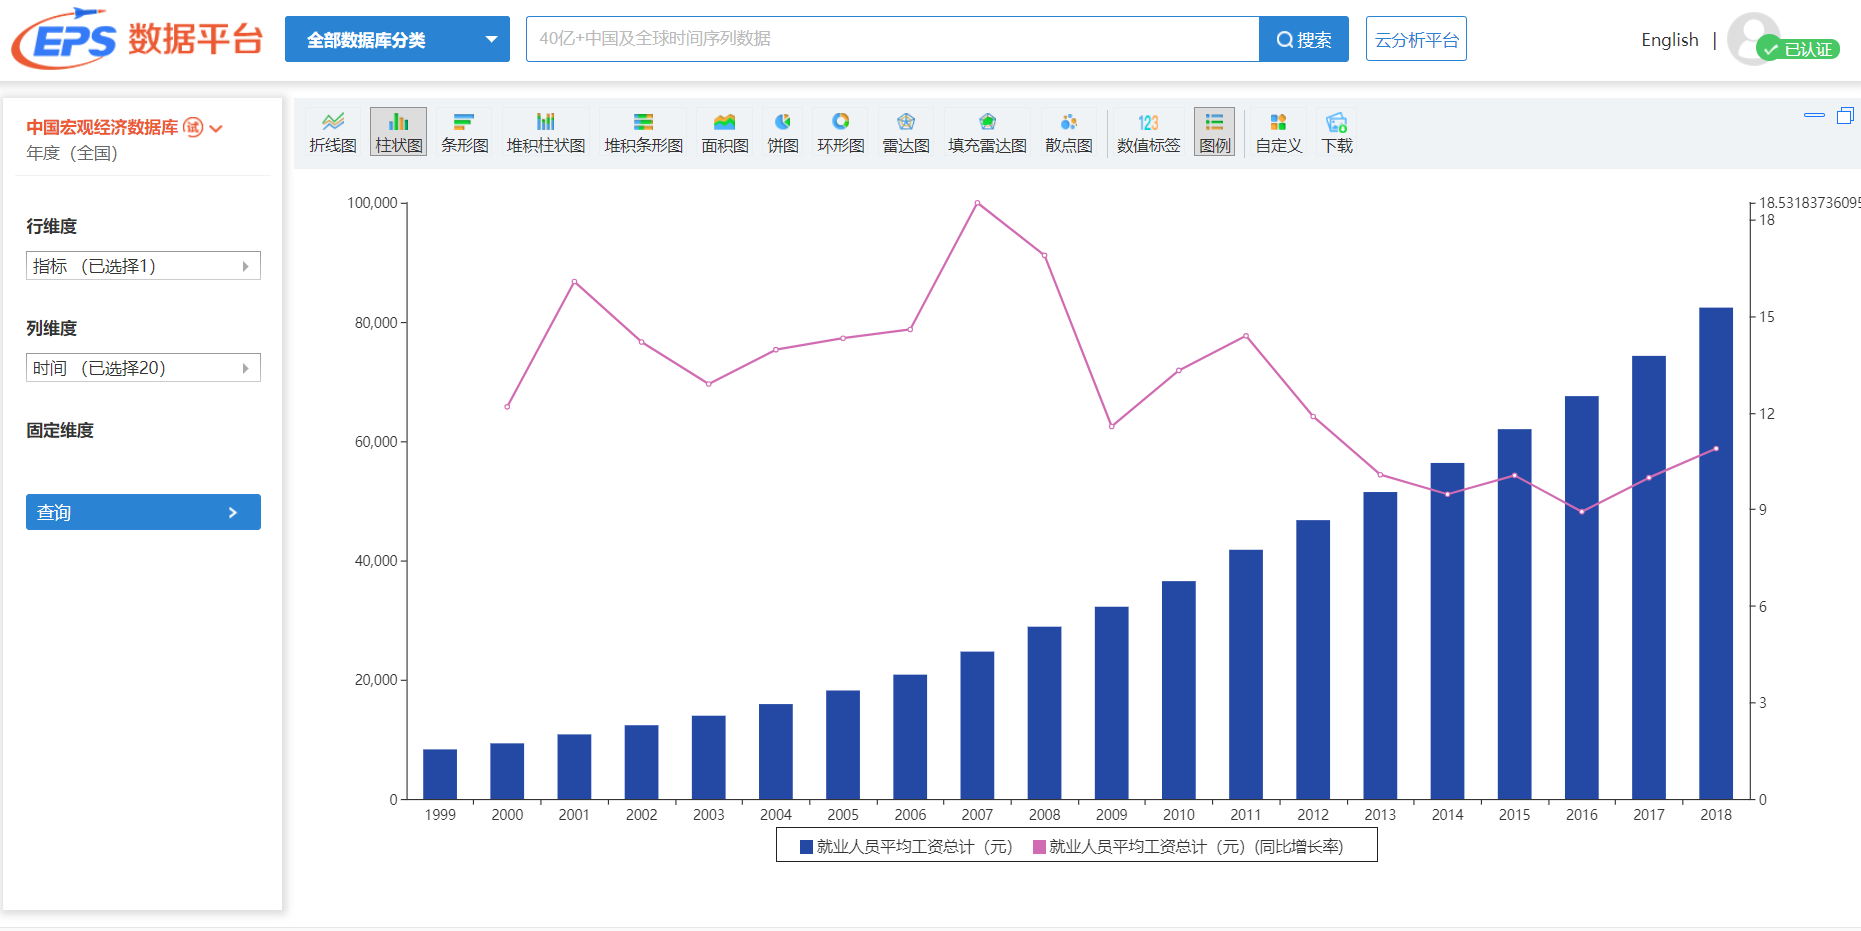 EPS 数据平台
全部数据库分类
40亿+中国及全球时间序列数据
搜索
云分析平台
English |
已认证
中国宏观经济数据库 试
年度（全国）
行维度
指标 （已选择1）
列维度
时间 （已选择20）
固定维度
查询
折线图 柱状图 条形图 堆积柱状图 堆积条形图 面积图 饼图 环形图 雷达图 填充雷达图 散点图 数值标签 图例 自定义 下载
123
100,000
80,000
60,000
40,000
20,000
0
18.5318373609
18
15
12
9
6
3
0
1999 2000 2001 2002 2003 2004 2005 2006 2007 2008 2009 2010 2011 2012 2013 2014 2015 2016 2017 2018
就业人员平均工资总计（元） 就业人员平均工资总计（元）(同比增长率)